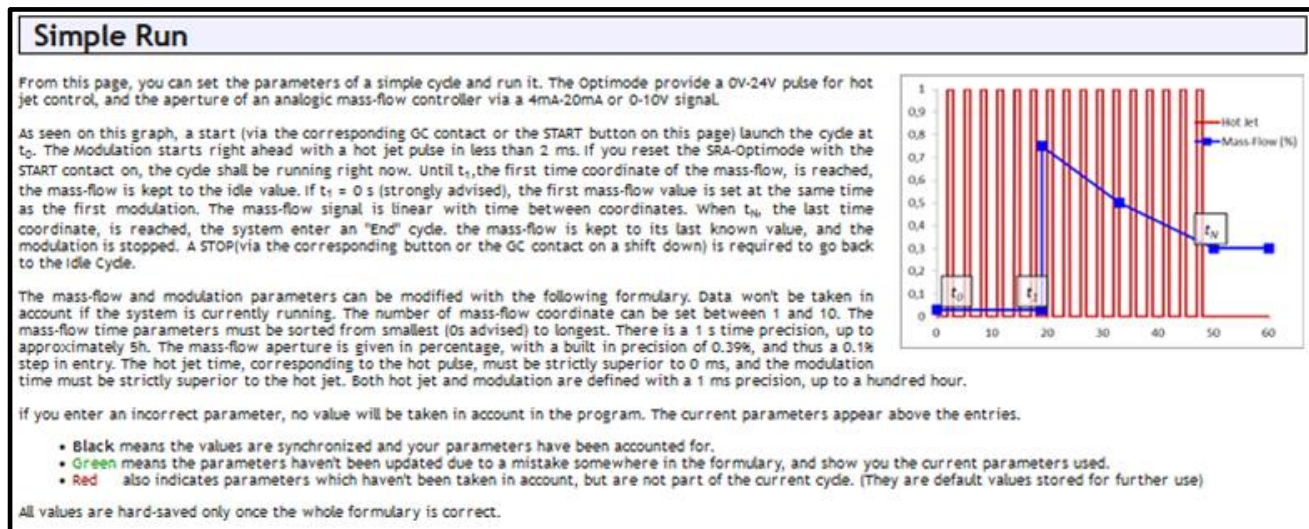 Simple Run
From this page, you can set the parameters of a simple cycle and run it. The Optimode provide a 0V-24V pulse for hot
jet control, and the aperture of an analogic mass-flow controller via a 4mA-20mA or 0-10V signal.
As seen on this graph, a start (via the corresponding GC contact or the START button on this page) launch the cycle at
t0. The Modulation starts right ahead with a hot jet pulse in less than 2 ms. If you reset the SRA-Optimode with the
START contact on, the cycle shall be running right now. Until t1,the first time coordinate of the mass-flow, is reached,
the mass-flow is kept to the idle value. If t1 = 0 s (strongly advised), the first mass-flow value is set at the same time
as the first modulation. The mass-flow signal is linear with time between coordinates. When tN, the last time
coordinate, is reached, the system enter an "End" cycle. the mass-flow is kept to its last known value, and the
modulation is stopped. A STOP(via the corresponding button or the GC contact on a shift down) is required to go back
to the Idle Cycle.
The mass-flow and modulation parameters can be modified with the following formulary. Data won't be taken in
account if the system is currently running. The number of mass-flow coordinate can be set between 1 and 10. The
mass-flow time parameters must be sorted from smallest (0s advised) to longest. There is a 1 s time precision, up to
approximately 5h. The mass-flow aperture is given in percentage, with a built in precision of 0.39%, and thus a 0.1%
step in entry. The hot jet time, corresponding to the hot pulse, must be strictly superior to 0 ms, and the modulation
time must be strictly superior to the hot jet. Both hot jet and modulation are defined with a 1 ms precision, up to a hundred hour.
if you enter an incorrect parameter, no value will be taken in account in the program. The current parameters appear above the entries.
• Black means the values are synchronized and your parameters have been accounted for.
• Green means the parameters haven't been updated due to a mistake somewhere in the formulary, and show you the current parameters used.
• Red also indicates parameters which haven't been taken in account, but are not part of the current cycle. (They are default values stored for further use)
All values are hard-saved only once the whole formulary is correct.
1
0,9
0,8
0,7
0,6
0,5
0,4
0,3
0,2
0,1
0
Hot Jet
Mass-Flow (%)
t0
t1
tN
0 10 20 30 40 50 60